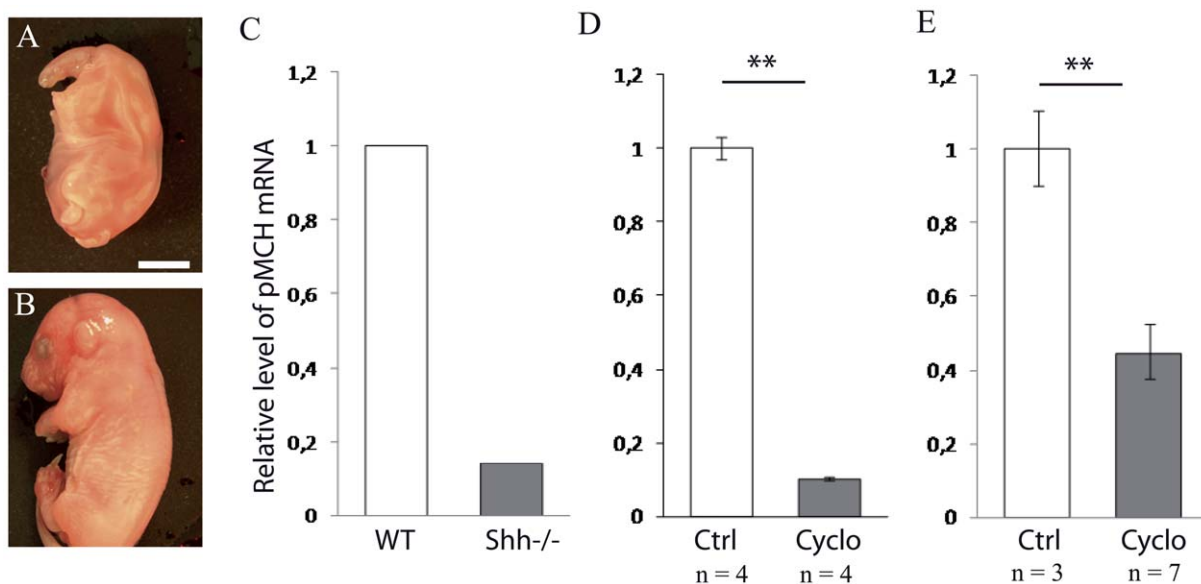 A
B
C
Relative level of pMCH mRNA
1,2
1
0,8
0,6
0,4
0,2
0
WT Shh-/-
D
**
1,2
1
0,8
0,6
0,4
0,2
0
Ctrl Cyclo
n = 4 n = 4
E
**
1,2
1
0,8
0,6
0,4
0,2
0
Ctrl Cyclo
n = 3 n = 7